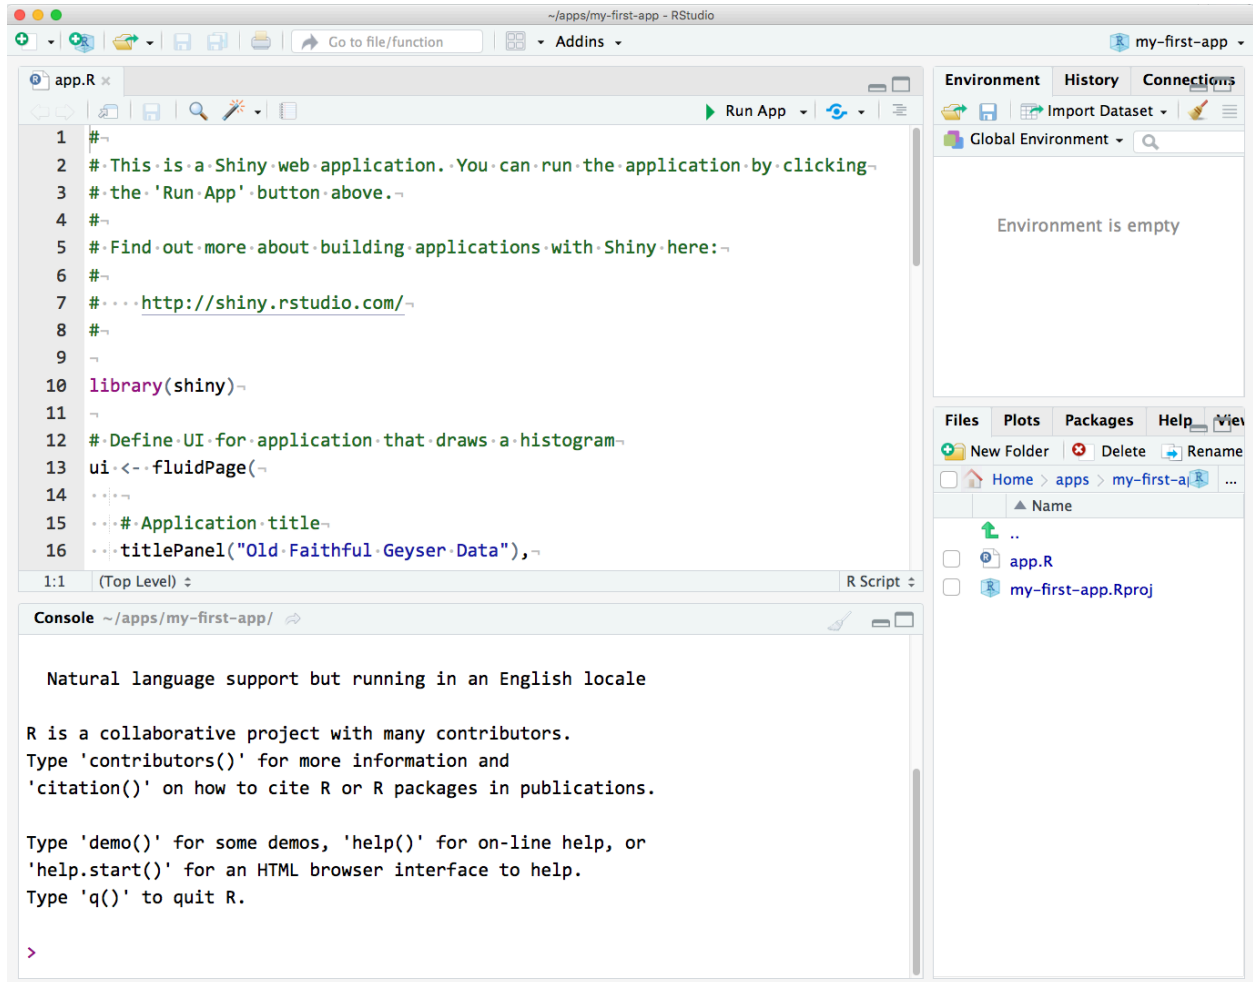 ~/apps/my-first-app - RStudio
Go to file/function
Addins
my-first-app
app.R
Run App
1 #
2 # This is a Shiny web application. You can run the application by clicking
3 # the 'Run App' button above.
4 #
5 # Find out more about building applications with Shiny here:
6 #
7 #    http://shiny.rstudio.com/
8 #
9
10 library(shiny)
11
12 # Define UI for application that draws a histogram
13 ui <- fluidPage(
14
15    # Application title
16    titlePanel("Old Faithful Geyser Data"),
1:1 (Top Level) R Script
Console ~/apps/my-first-app/
Natural language support but running in an English locale
R is a collaborative project with many contributors.
Type 'contributors()' for more information and
'citation()' on how to cite R or R packages in publications.
Type 'demo()' for some demos, 'help()' for on-line help, or
'help.start()' for an HTML browser interface to help.
Type 'q()' to quit R.
>
Environment History Connections
Import Dataset
Global Environment
Environment is empty
Files Plots Packages Help
New Folder Delete Rename
Home > apps > my-first-a ...
Name
..
app.R
my-first-app.Rproj